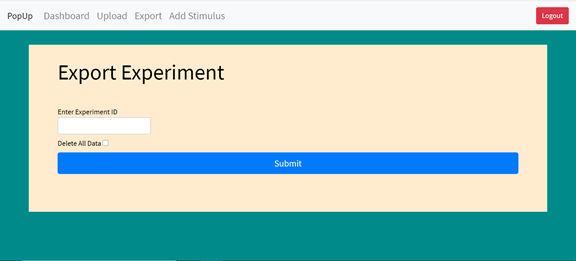 PopUp Dashboard Upload Export Add Stimulus Logout
Export Experiment
Enter Experiment ID
Delete All Data
Submit